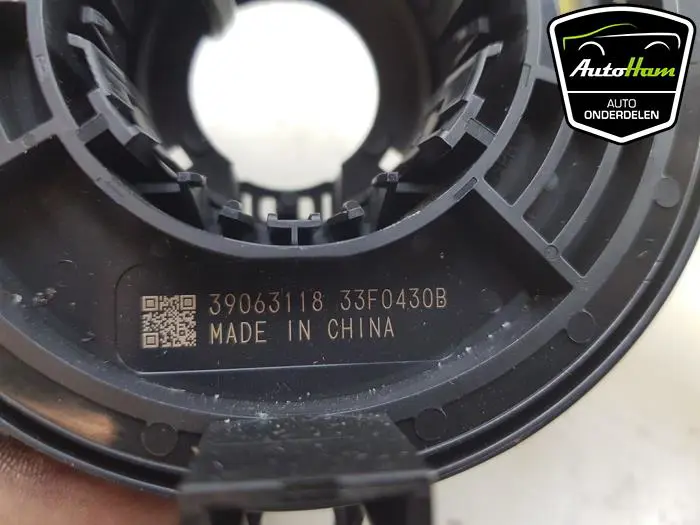 AutoHam
AUTO
ONDERDELEN
39063118 33F0430B
MADE IN CHINA